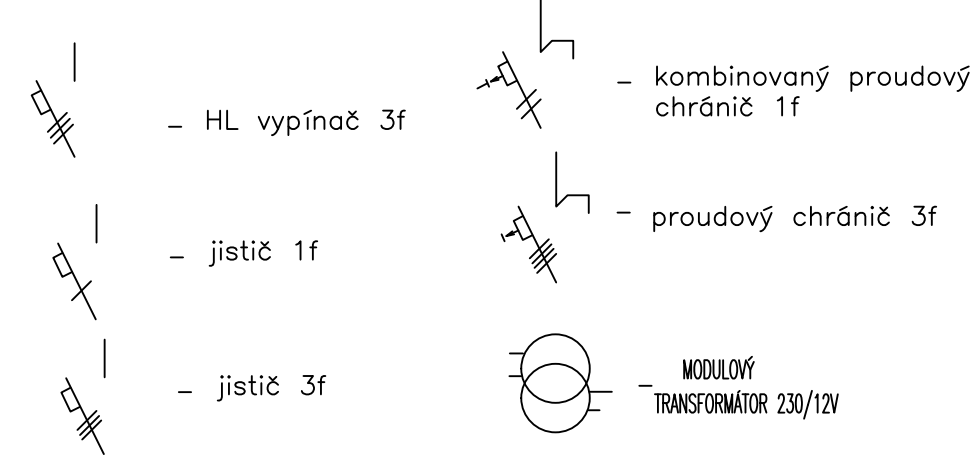 – HL vypínač 3f
– jistič 1f
– jistič 3f
– kombinovaný proudový
chránič 1f
– proudový chránič 3f
– MODULOVÝ
TRANSFORMÁTOR 230/12V